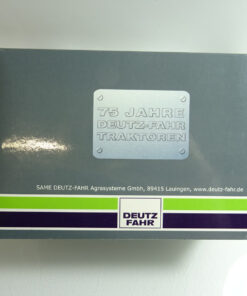 75 JAHRE
DEUTZ-FAHR
TRAKTOREN
SAME DEUTZ-FAHR Agrarsysteme GmbH, 89415 Lauingen, www.deutz-fahr.de
DEUTZ
FAHR